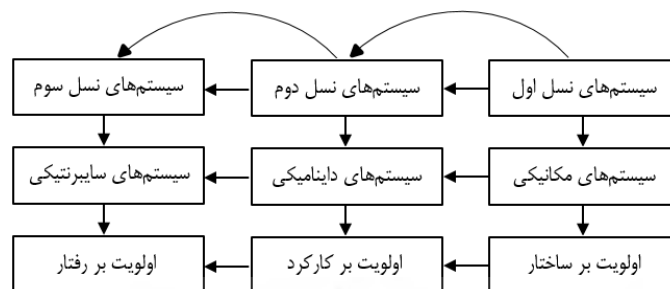 سیستم‌های نسل اول
سیستم‌های نسل دوم
سیستم‌های نسل سوم
سیستم‌های مکانیکی
سیستم‌های داینامیکی
سیستم‌های سایبرنتیکی
اولویت بر ساختار
اولویت بر کارکرد
اولویت بر رفتار